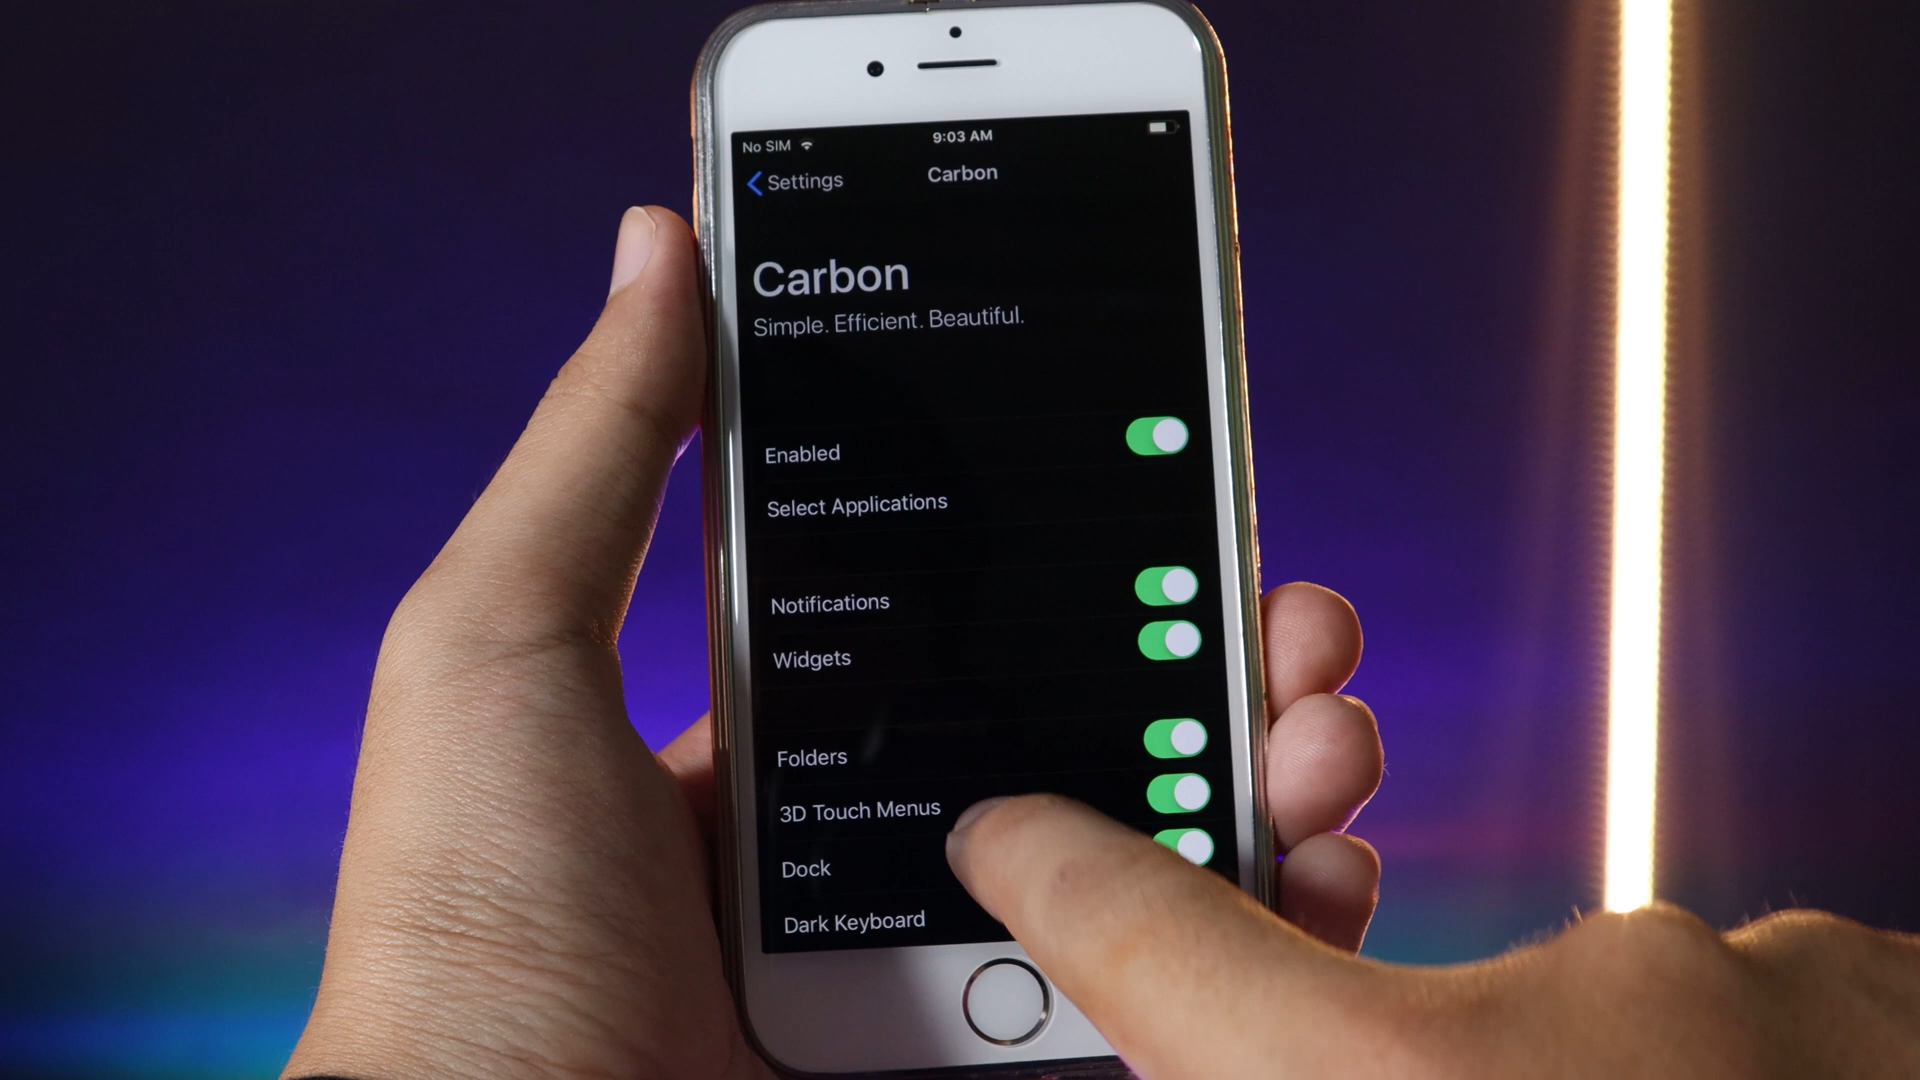 No SIM 9:03 AM
Settings Carbon
Carbon
Simple. Efficient. Beautiful.
Enabled
Select Applications
Notifications
Widgets
Folders
3D Touch Menus
Dock
Dark Keyboard